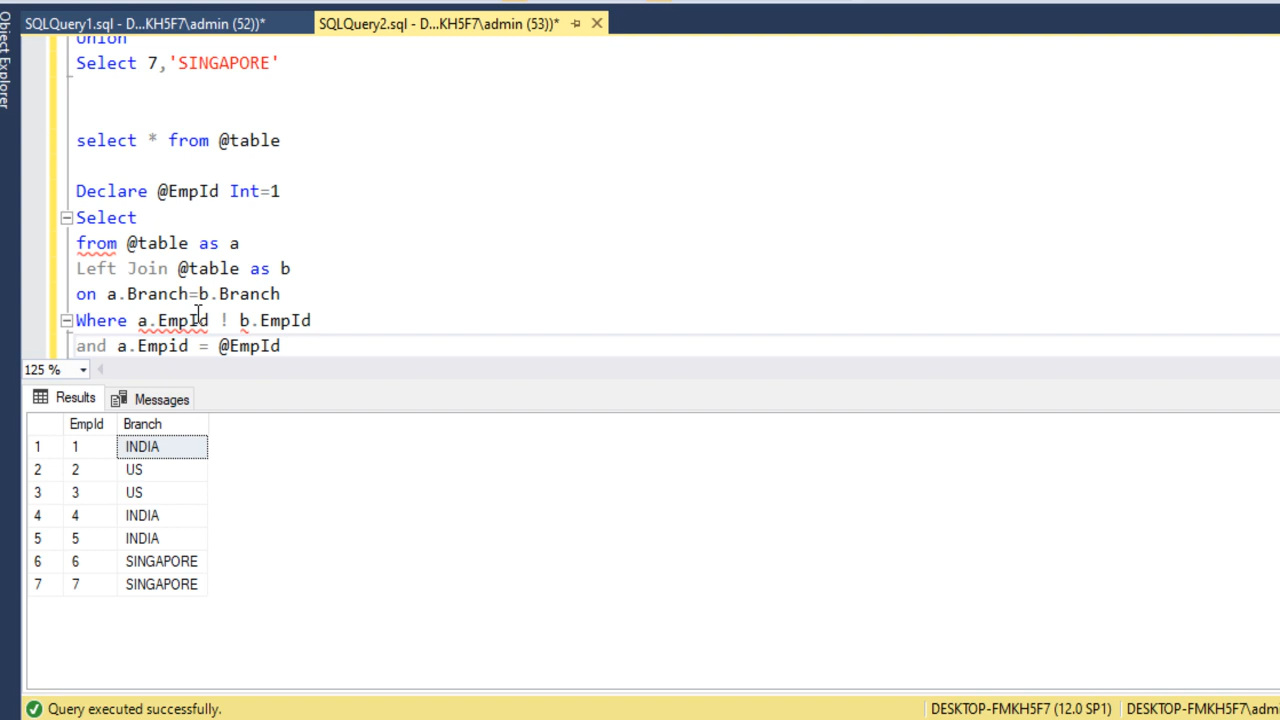 SQLQuery1.sql - D...KH5F7\admin (52))* SQLQuery2.sql - D...KH5F7\admin (53))*
Object Explorer
Union
Select 7,'SINGAPORE'
select * from @table
Declare @EmpId Int=1
Select
from @table as a
Left Join @table as b
on a.Branch=b.Branch
Where a.EmpId ! b.EmpId
and a.Empid = @EmpId
125 %
Results Messages
EmpId Branch
1 1 INDIA
2 2 US
3 3 US
4 4 INDIA
5 5 INDIA
6 6 SINGAPORE
7 7 SINGAPORE
Query executed successfully. DESKTOP-FMKH5F7 (12.0 SP1) DESKTOP-FMKH5F7\adm